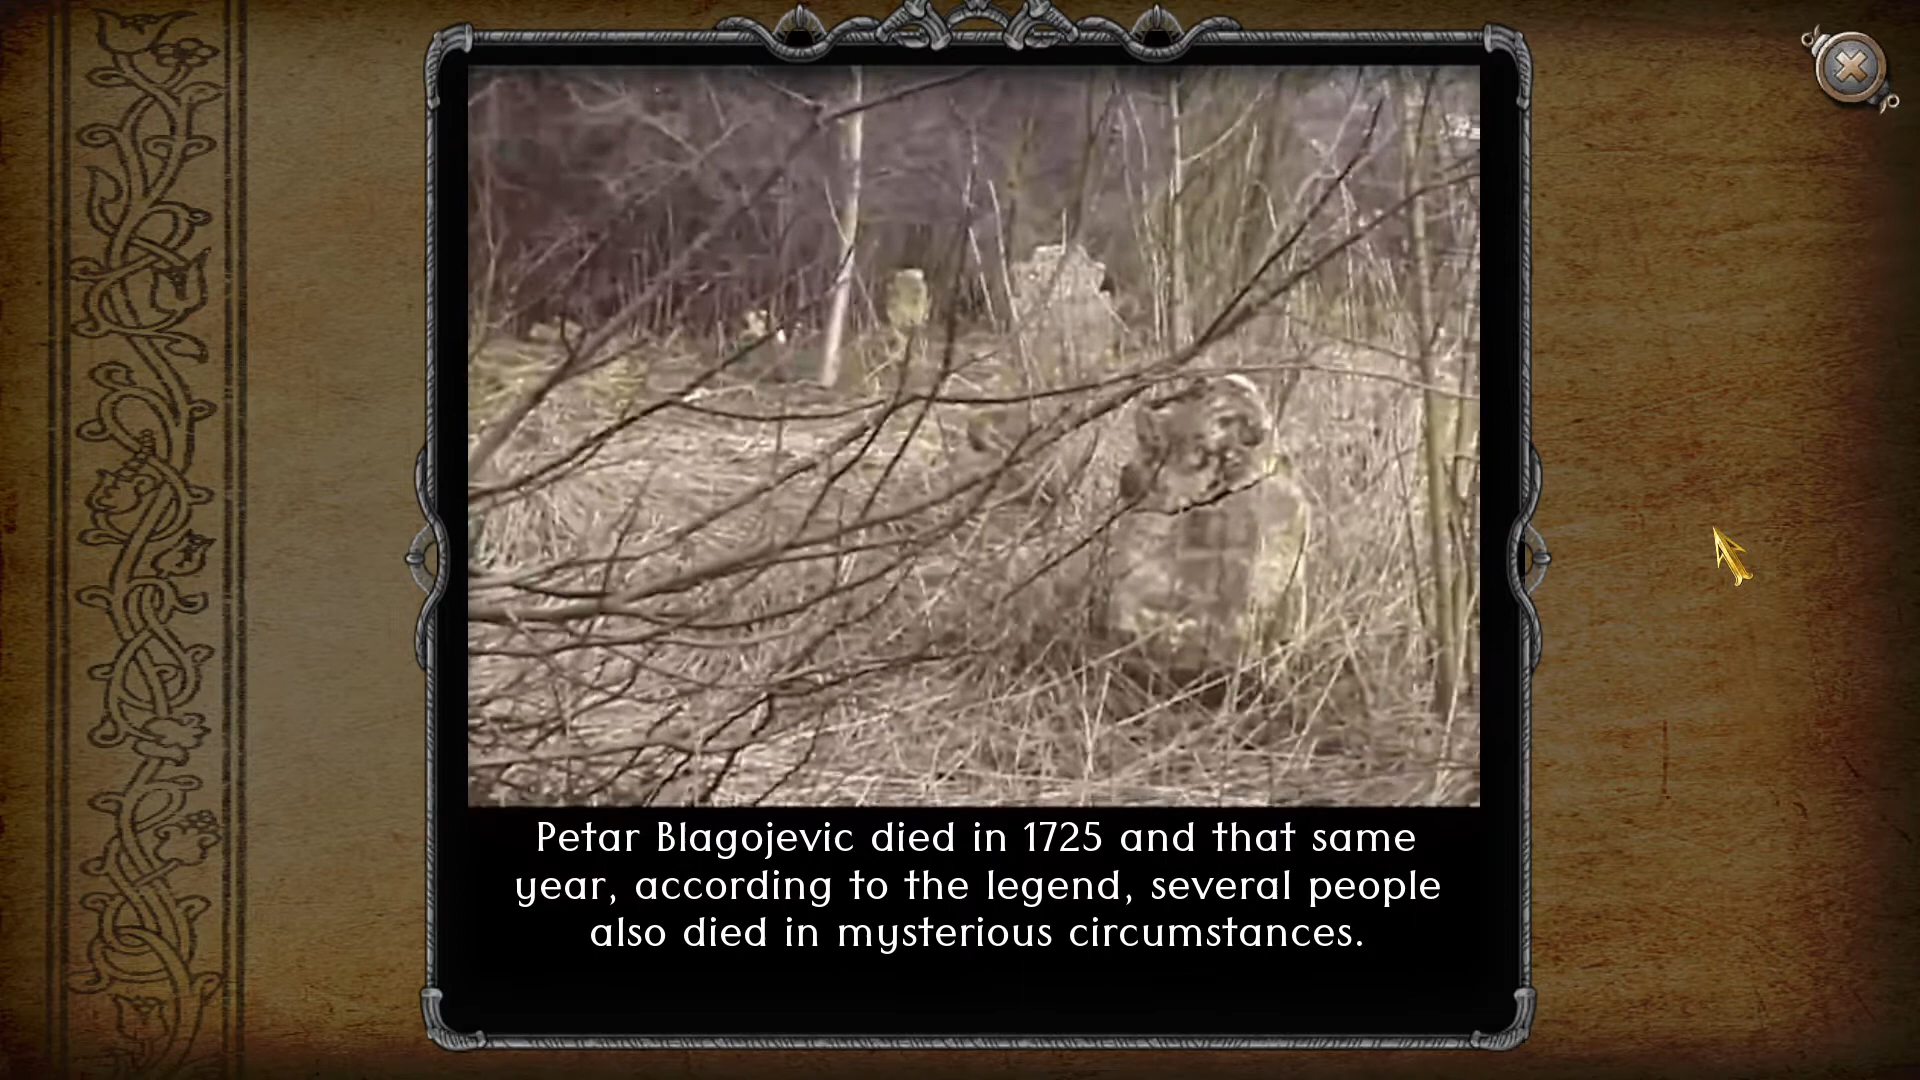 Petar Blagojevic died in 1725 and that same
year, according to the legend, several people
also died in mysterious circumstances.